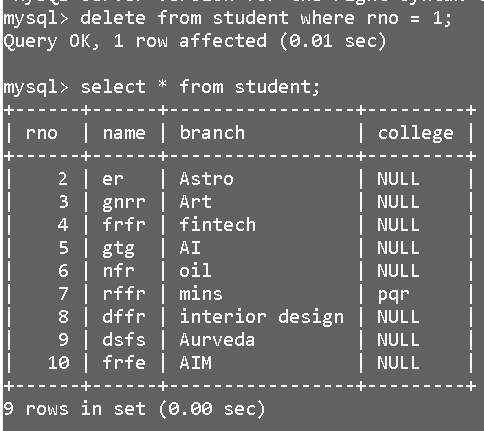 mysql> delete from student where rno = 1;
Query OK, 1 row affected (0.01 sec)
mysql> select * from student;
+------+------+-----------------+---------+
| rno  | name | branch          | college |
+------+------+-----------------+---------+
|    2 | er   | Astro           | NULL    |
|    3 | gnrr | Art             | NULL    |
|    4 | frfr | fintech         | NULL    |
|    5 | gtg  | AI              | NULL    |
|    6 | nfr  | oil             | NULL    |
|    7 | rffr | mins            | pqr     |
|    8 | dffr | interior design | NULL    |
|    9 | dsfs | Aurveda         | NULL    |
|   10 | frfe | AIM             | NULL    |
+------+------+-----------------+---------+
9 rows in set (0.00 sec)